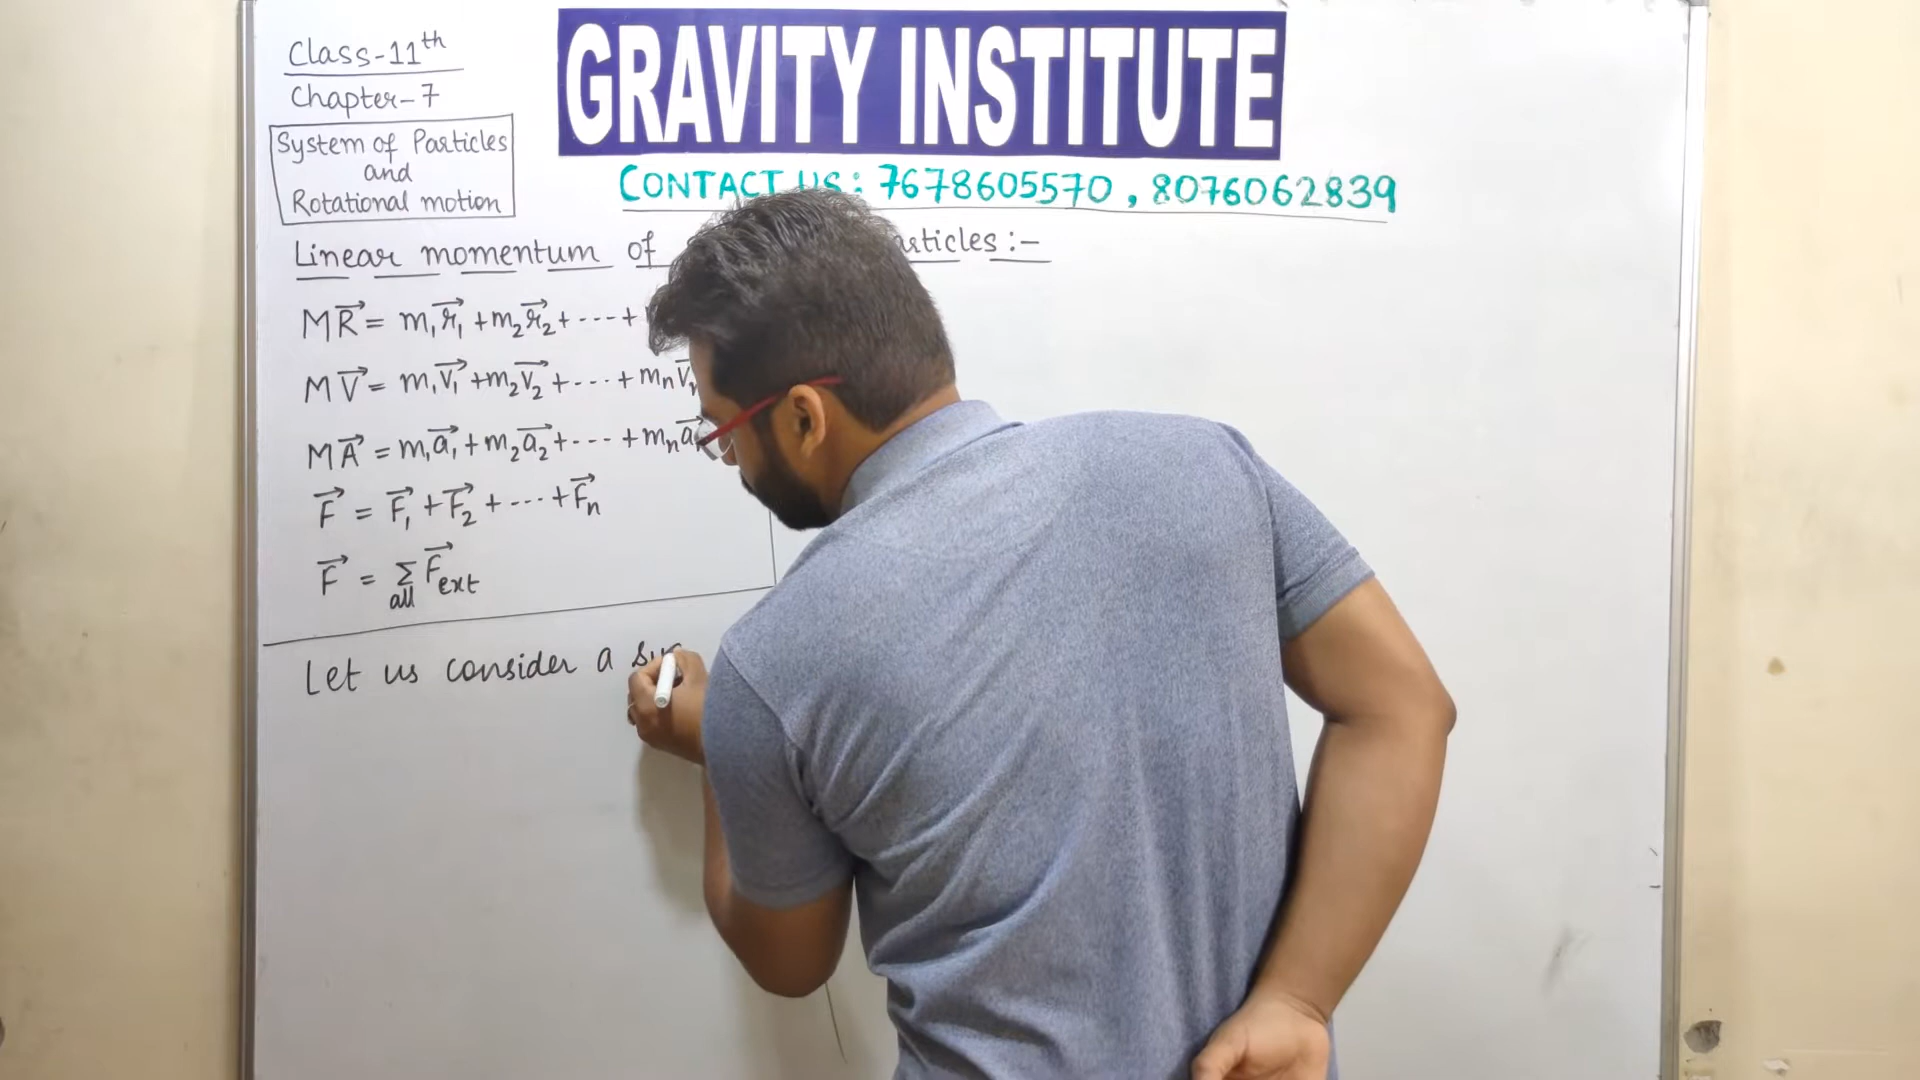 Class-11th
Chapter-7
System of Particles
and
Rotational motion
GRAVITY INSTITUTE
CONTACT US: 7678605570, 8076062839
Linear momentum of articles :-
MR⃗ = m₁r⃗₁ + m₂r⃗₂ + ---- +
MV⃗ = m₁v⃗₁ + m₂v⃗₂ + ---- + mₙv⃗ₙ
MA⃗ = m₁a⃗₁ + m₂a⃗₂ + ---- + mₙa⃗
F⃗ = F⃗₁ + F⃗₂ + ---- + F⃗ₙ
F⃗ = Σ all F⃗ext
Let us consider a